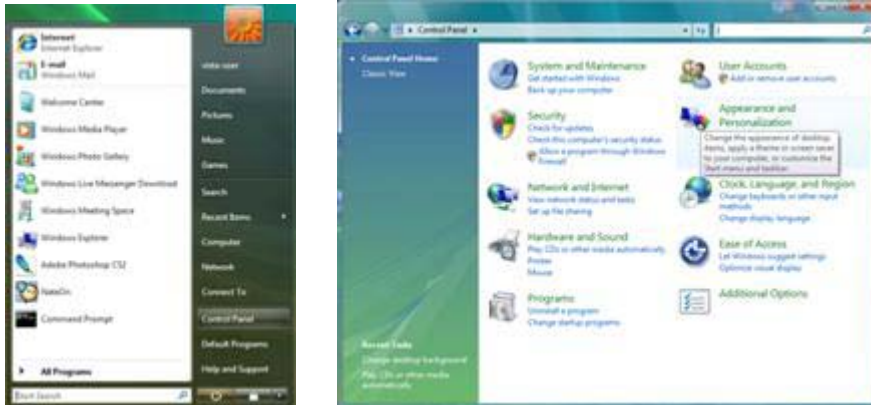 Internet
Internet Explorer
E-mail
Windows Mail
Welcome Center
Windows Media Player
Windows Photo Gallery
Windows Live Messenger Download
Windows Meeting Space
Windows Explorer
Adobe Photoshop CS2
NateOn
Command Prompt
All Programs
Start Search
vista user
Documents
Pictures
Music
Games
Search
Recent Items
Computer
Network
Connect To
Control Panel
Default Programs
Help and Support
Control Panel
Control Panel Home
Classic View
System and Maintenance
Get started with Windows
Back up your computer
Security
Check for updates
Check this computer's security status
Allow a program through Windows
Firewall
Network and Internet
View network status and tasks
Set up file sharing
Hardware and Sound
Play CDs or other media automatically
Printer
Mouse
Programs
Uninstall a program
Change startup programs
User Accounts
Add or remove user accounts
Appearance and
Personalization
Change the appearance of desktop
items, apply a theme or screen saver
to your computer, or customize the
Start menu and taskbar.
Clock, Language, and Region
Change keyboards or other input
methods
Change display language
Ease of Access
Let Windows suggest settings
Optimize visual display
Additional Options
Recent Tasks
Change desktop background
Play CDs or other media
automatically